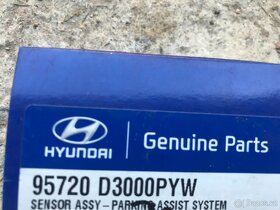 HYUNDAI
Genuine Parts
95720 D3000PYW
SENSOR ASSY-PARKING ASSIST SYSTEM